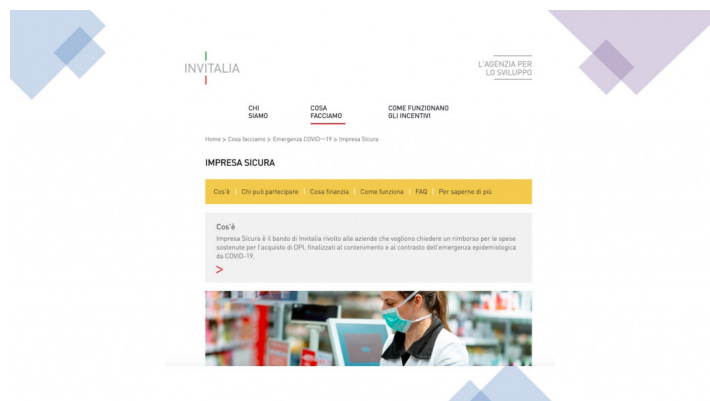 INVITALIA
L'AGENZIA PER
LO SVILUPPO
CHI
SIAMO
COSA
FACCIAMO
COME FUNZIONANO
GLI INCENTIVI
Home > Cosa facciamo > Emergenza COVID—19 > Impresa Sicura
IMPRESA SICURA
Cos'è | Chi può partecipare | Cosa finanzia | Come funziona | FAQ | Per saperne di più
Cos'è
Impresa SIcura è il bando di Invitalia rivolto alle aziende che vogliono chiedere un rimborso per le spese
sostenute per l'acquisto di DPI, finalizzati al contenimento e al contrasto dell'emergenza epidemiologica
da COVID-19.
>